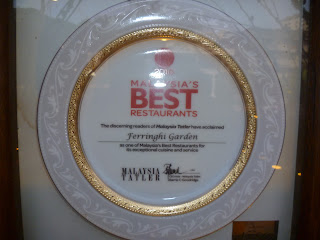 MALAYSIA'S
BEST
RESTAURANTS
The discerning readers of Malaysia Tatler have acclaimed
Ferringhi Garden
as one of Malaysia's Best Restaurants for
its exceptional cuisine and service
MALAYSIA
TATLER